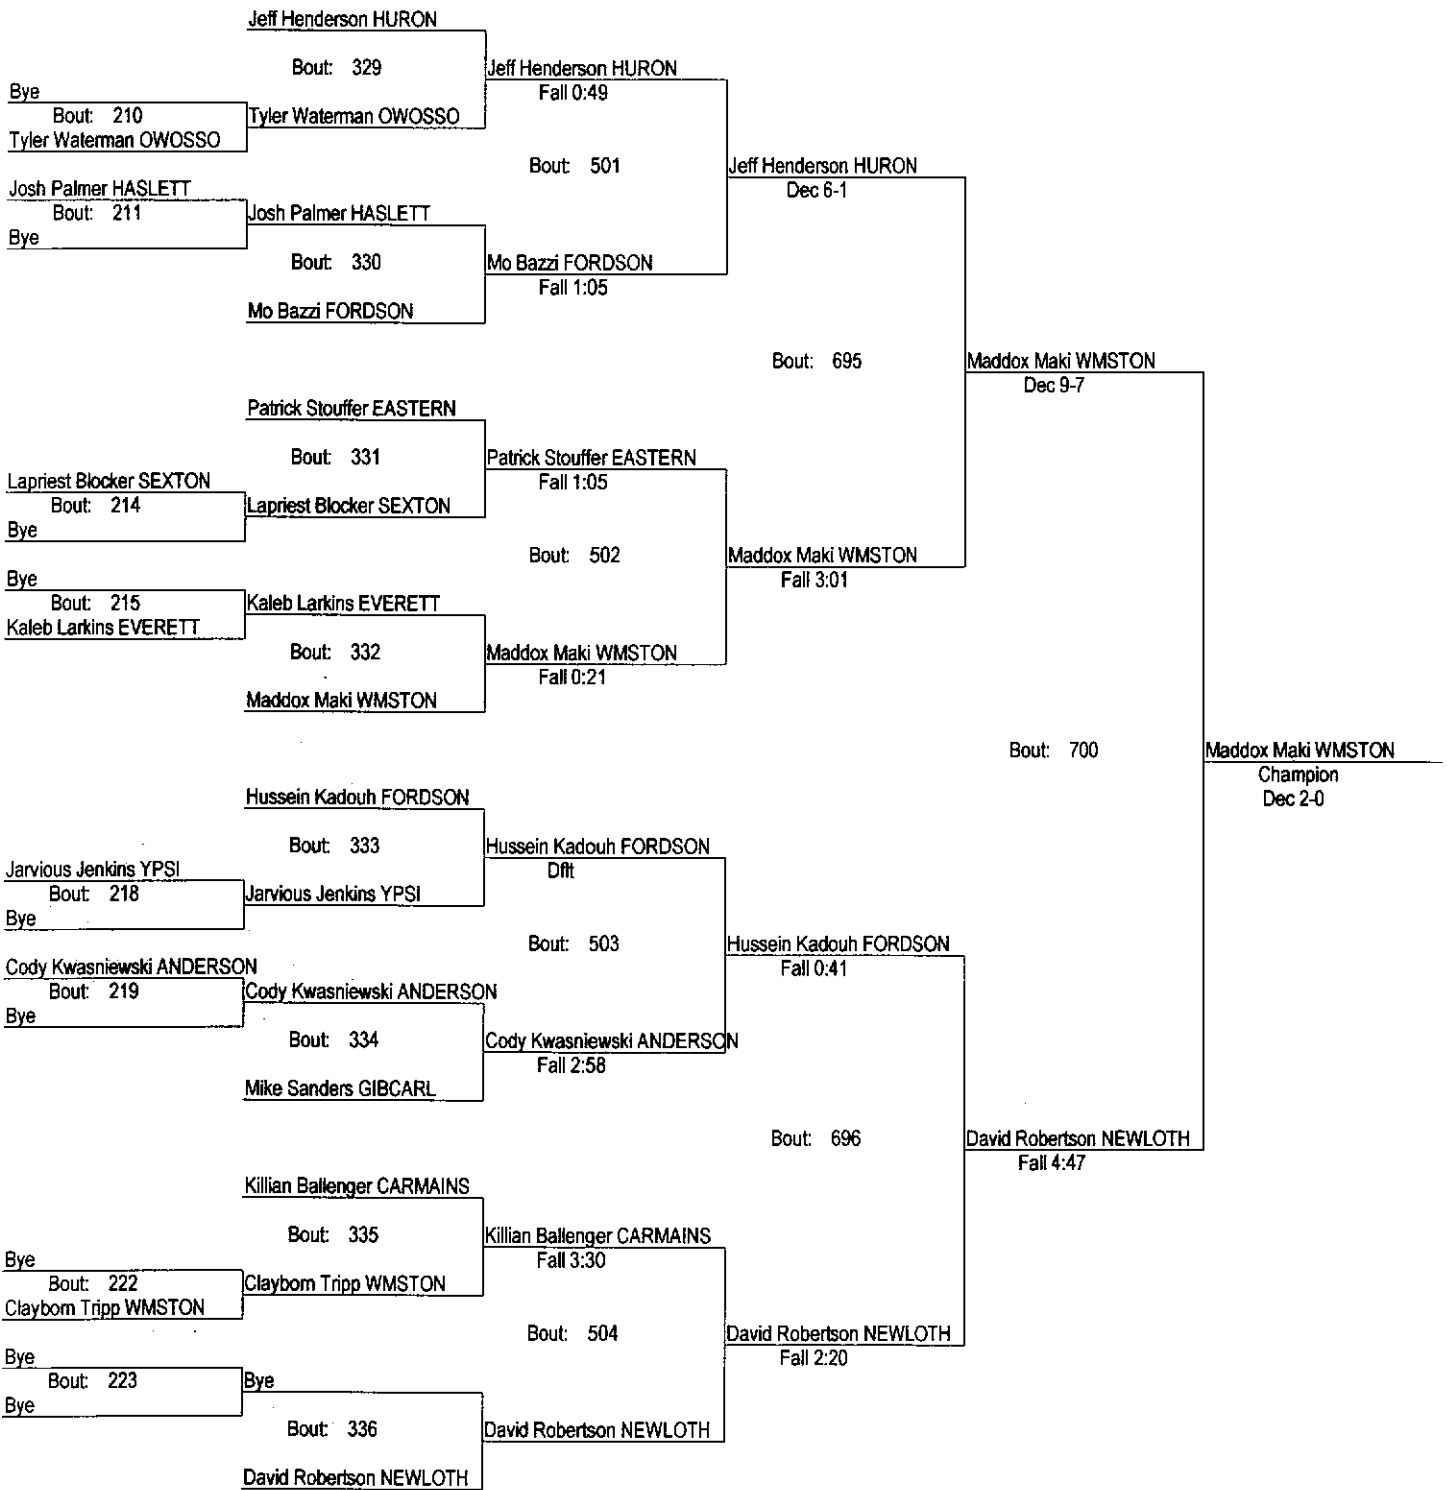 Jeff Henderson HURON
Bout: 329
Jeff Henderson HURON
Fall 0:49
Bye
Bout: 210
Tyler Waterman OWOSSO
Tyler Waterman OWOSSO
Bout: 501
Jeff Henderson HURON
Dec 6-1
Josh Palmer HASLETT
Bout: 211
Bye
Josh Palmer HASLETT
Bout: 330
Mo Bazzi FORDSON
Fall 1:05
Mo Bazzi FORDSON
Bout: 695
Maddox Maki WMSTON
Dec 9-7
Patrick Stouffer EASTERN
Bout: 331
Patrick Stouffer EASTERN
Fall 1:05
Lapriest Blocker SEXTON
Bout: 214
Bye
Lapriest Blocker SEXTON
Bout: 502
Maddox Maki WMSTON
Fall 3:01
Bye
Bout: 215
Kaleb Larkins EVERETT
Kaleb Larkins EVERETT
Bout: 332
Maddox Maki WMSTON
Fall 0:21
Maddox Maki WMSTON
Bout: 700
Maddox Maki WMSTON
Champion
Dec 2-0
Hussein Kadouh FORDSON
Bout: 333
Hussein Kadouh FORDSON
Dflt
Jarvious Jenkins YPSI
Bout: 218
Bye
Jarvious Jenkins YPSI
Bout: 503
Hussein Kadouh FORDSON
Fall 0:41
Cody Kwasniewski ANDERSON
Bout: 219
Bye
Cody Kwasniewski ANDERSON
Bout: 334
Cody Kwasniewski ANDERSON
Fall 2:58
Mike Sanders GIBCARL
Bout: 696
David Robertson NEWLOTH
Fall 4:47
Killian Ballenger CARMAINS
Bout: 335
Killian Ballenger CARMAINS
Fall 3:30
Bye
Bout: 222
Clayborn Tripp WMSTON
Clayborn Tripp WMSTON
Bout: 504
David Robertson NEWLOTH
Fall 2:20
Bye
Bout: 223
Bye
Bye
Bout: 336
David Robertson NEWLOTH
David Robertson NEWLOTH